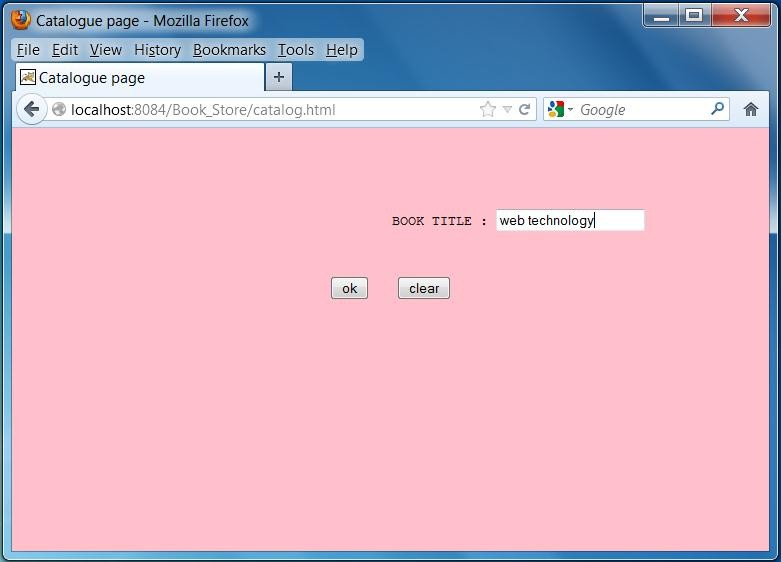 Catalogue page - Mozilla Firefox
File Edit View History Bookmarks Tools Help
Catalogue page +
localhost:8084/Book_Store/catalog.html Google
BOOK TITLE : web technology
ok clear